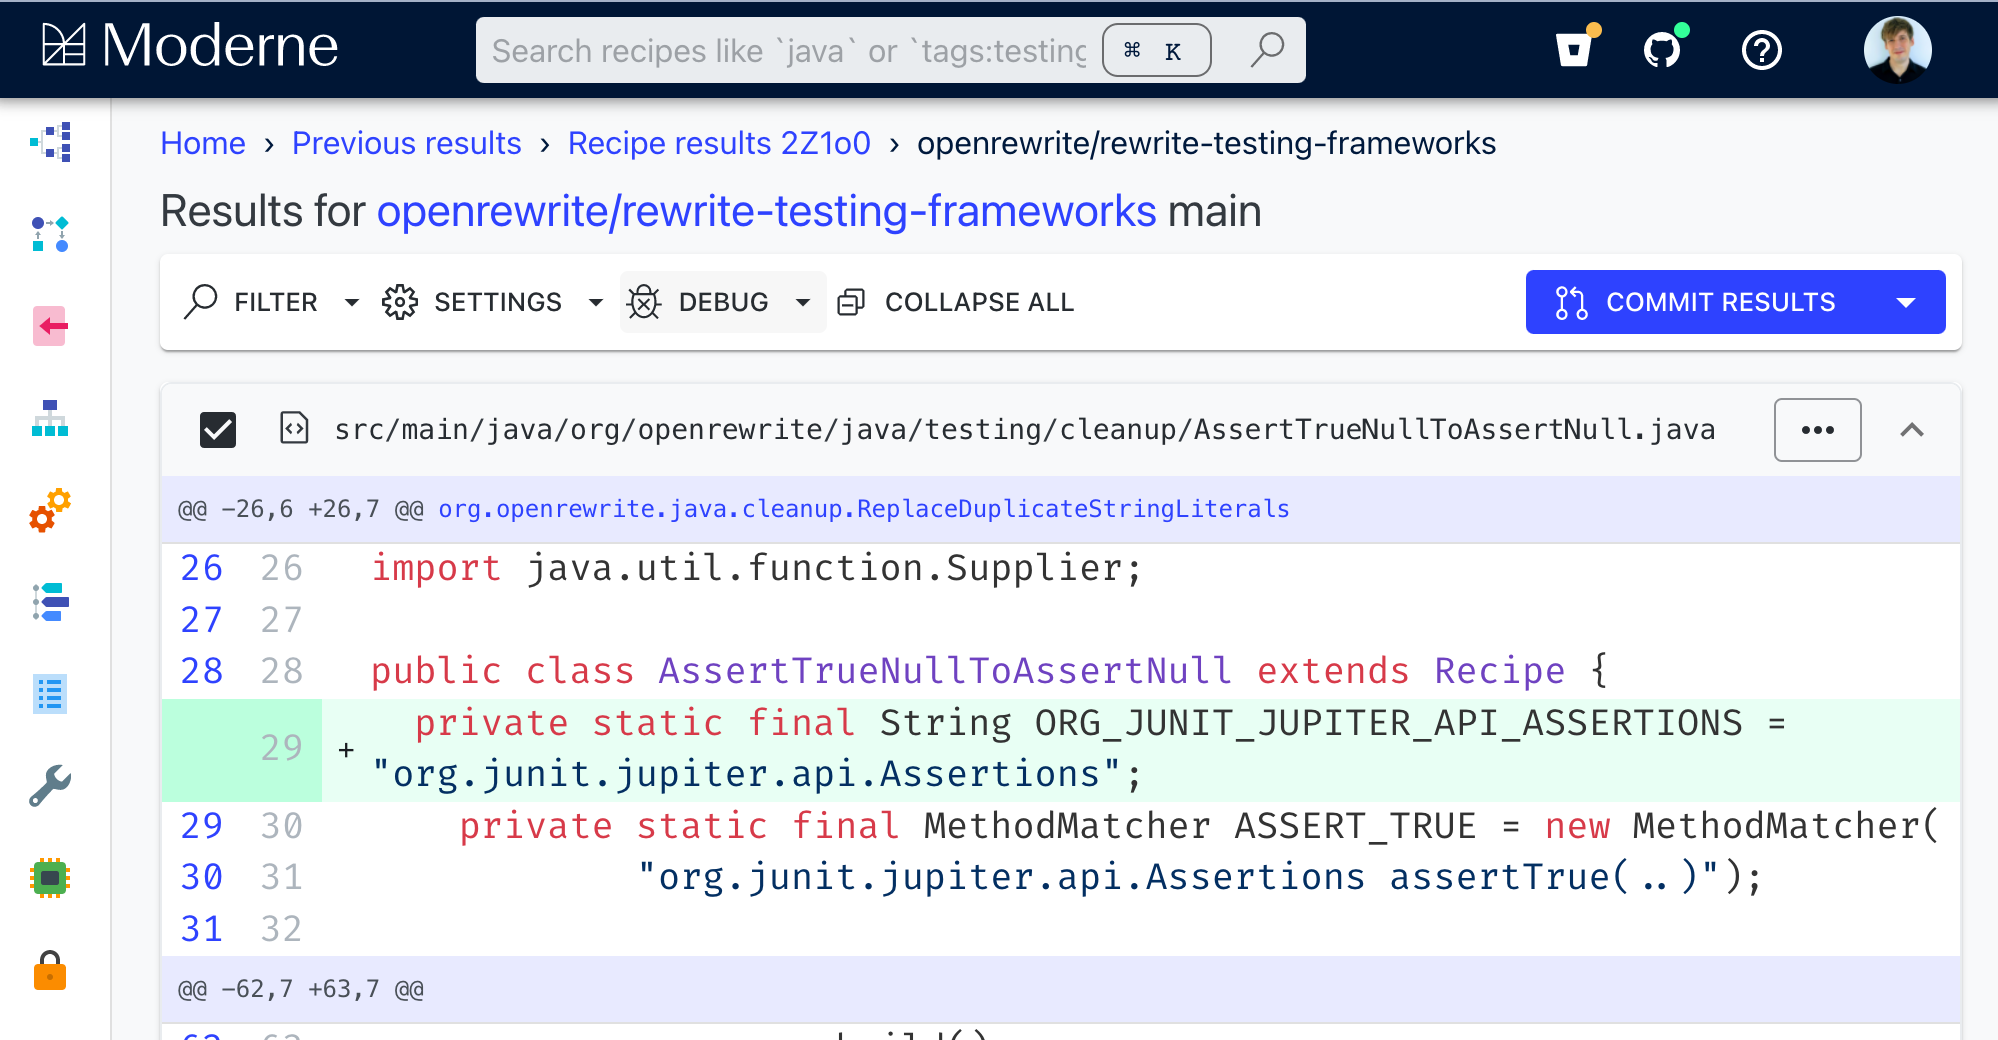 Moderne
Search recipes like `java` or `tags:testing
⌘ K
Home › Previous results › Recipe results 2Z1o0 › openrewrite/rewrite-testing-frameworks
Results for openrewrite/rewrite-testing-frameworks main
FILTER SETTINGS DEBUG COLLAPSE ALL COMMIT RESULTS
src/main/java/org/openrewrite/java/testing/cleanup/AssertTrueNullToAssertNull.java
@@ -26,6 +26,7 @@ org.openrewrite.java.cleanup.ReplaceDuplicateStringLiterals
26 26 import java.util.function.Supplier;
27 27
28 28 public class AssertTrueNullToAssertNull extends Recipe {
29 + private static final String ORG_JUNIT_JUPITER_API_ASSERTIONS =
"org.junit.jupiter.api.Assertions";
29 30 private static final MethodMatcher ASSERT_TRUE = new MethodMatcher(
30 31 "org.junit.jupiter.api.Assertions assertTrue(..)");
31 32
@@ -62,7 +63,7 @@